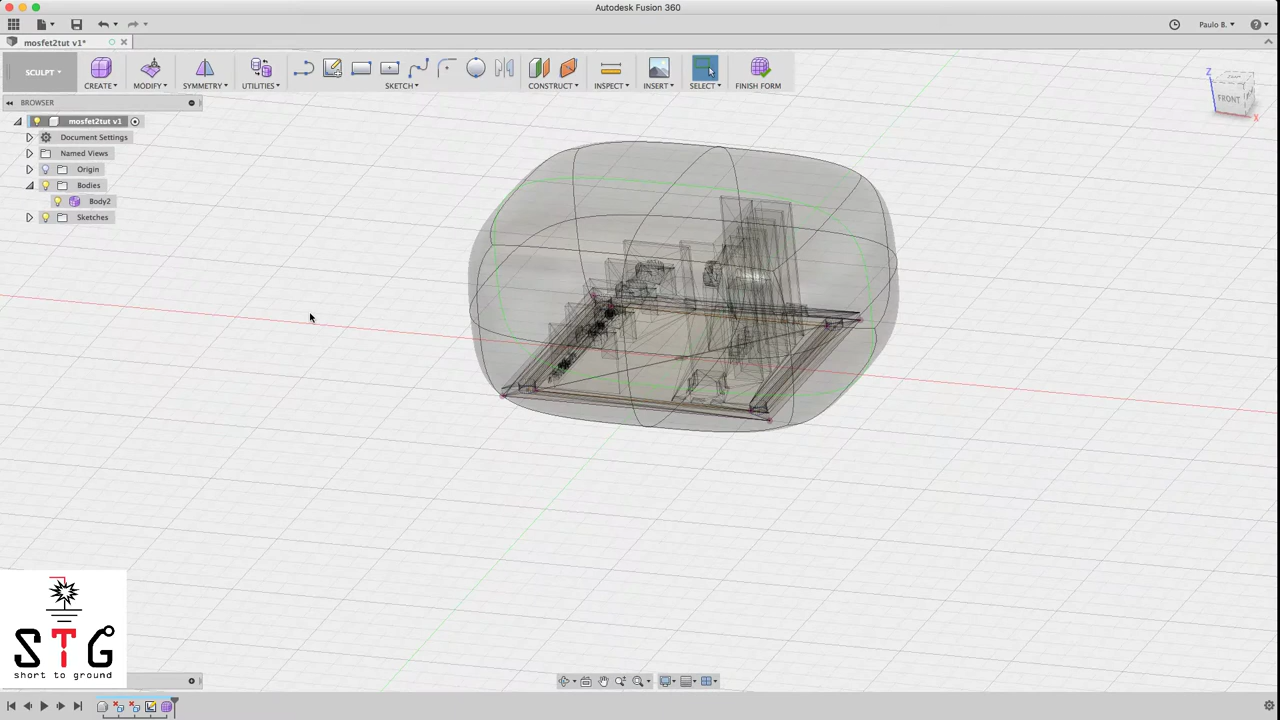 Autodesk Fusion 360
Paulo B.
mosfet2tut v1*
SCULPT
CREATE
MODIFY
SYMMETRY
UTILITIES
SKETCH
CONSTRUCT
INSPECT
INSERT
SELECT
FINISH FORM
BROWSER
mosfet2tut v1
Document Settings
Named Views
Origin
Bodies
Body2
Sketches
Z
FRONT
X
STG
short to ground